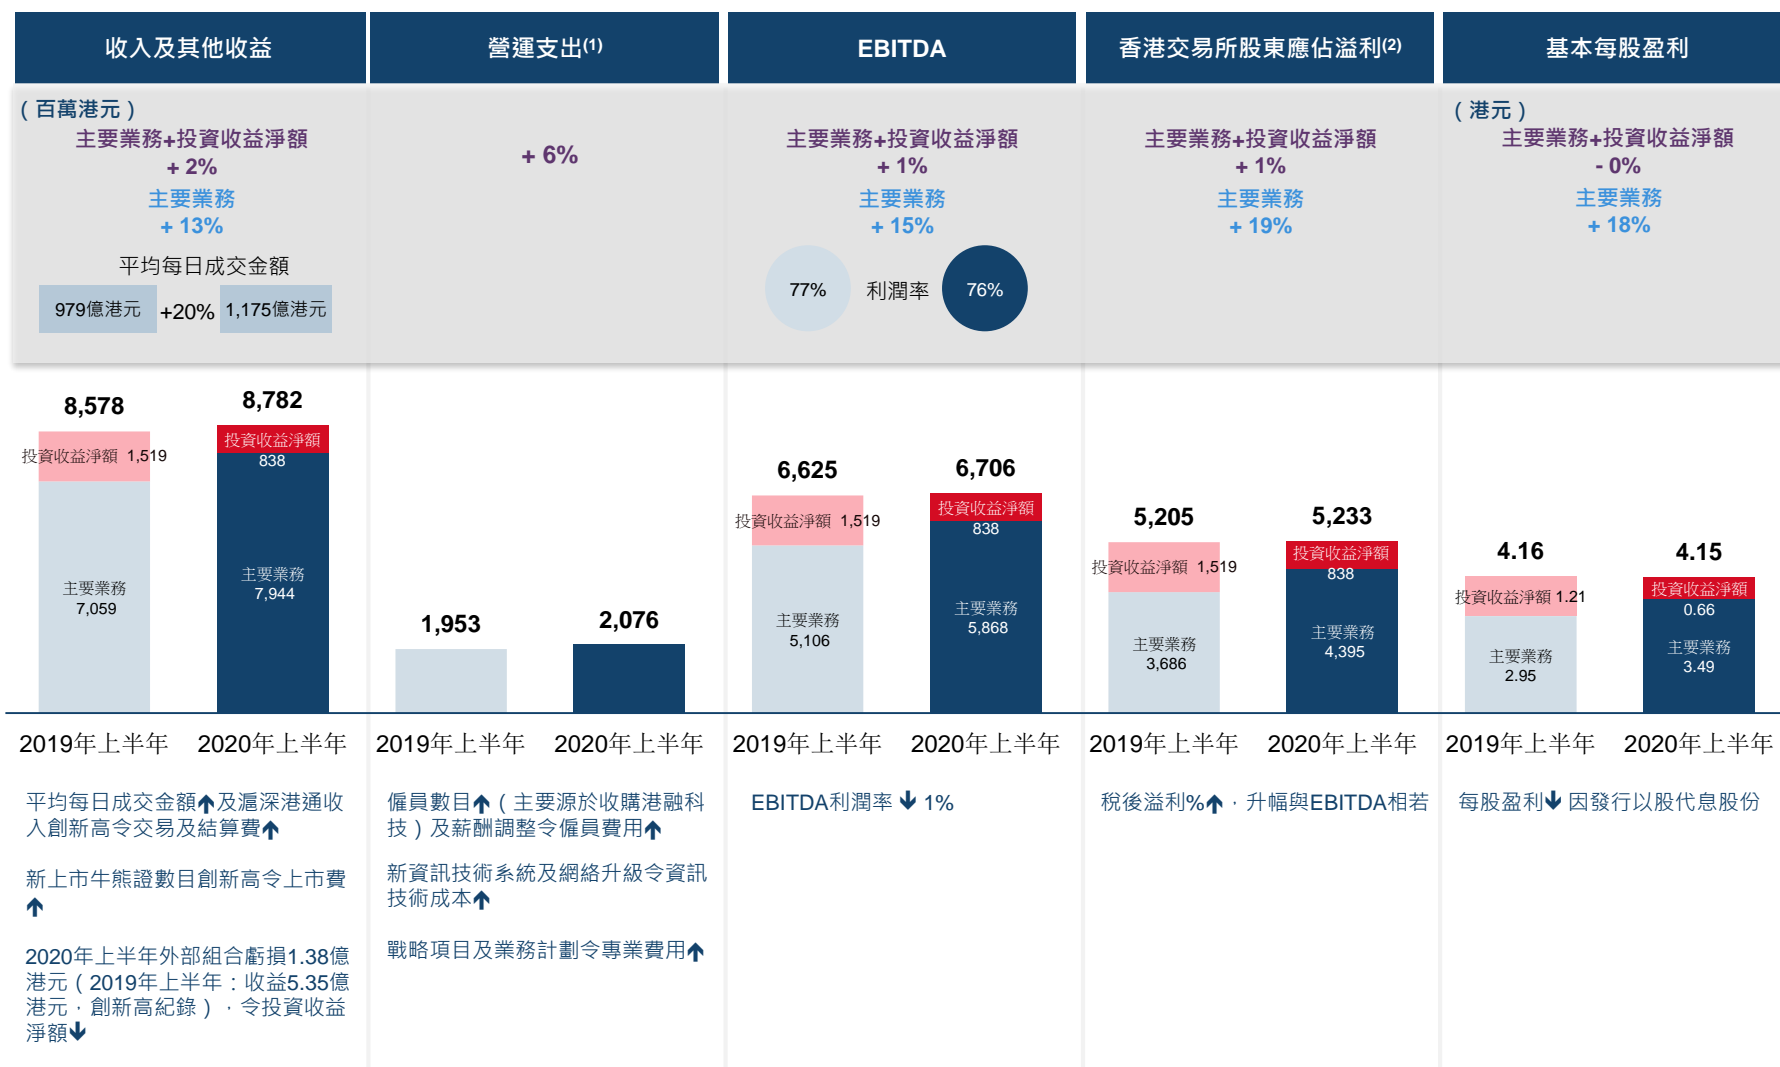 收入及其他收益
營運支出(1)
EBITDA
香港交易所股東應佔溢利(2)
基本每股盈利
(百萬港元)
主要業務+投資收益淨額
+ 2%
主要業務
+ 13%
平均每日成交金額
979億港元
+20%
1,175億港元
+ 6%
主要業務+投資收益淨額
+ 1%
主要業務
+ 15%
77%
利潤率
76%
主要業務+投資收益淨額
+ 1%
主要業務
+ 19%
(港元)
主要業務+投資收益淨額
- 0%
主要業務
+ 18%
8,578
投資收益淨額 1,519
主要業務
7,059
8,782
投資收益淨額
838
主要業務
7,944
1,953
2,076
6,625
投資收益淨額 1,519
主要業務
5,106
6,706
投資收益淨額
838
主要業務
5,868
5,205
投資收益淨額 1,519
主要業務
3,686
5,233
投資收益淨額
838
主要業務
4,395
4.16
投資收益淨額 1.21
主要業務
2.95
4.15
投資收益淨額
0.66
主要業務
3.49
2019年上半年
2020年上半年
2019年上半年
2020年上半年
2019年上半年
2020年上半年
2019年上半年
2020年上半年
2019年上半年
2020年上半年
平均每日成交金額↑及滬深港通收
入創新高令交易及結算費↑
新上市牛熊證數目創新高令上市費
↑
2020年上半年外部組合虧損1.38億
港元(2019年上半年:收益5.35億
港元,創新高紀錄),令投資收益
淨額↓
僱員數目↑(主要源於收購港融科
技)及薪酬調整令僱員費用↑
新資訊技術系統及網絡升級令資訊
技術成本↑
戰略項目及業務計劃令專業費用↑
EBITDA利潤率↓ 1%
稅後溢利%↑,升幅與EBITDA相若
每股盈利↓因發行以股代息股份